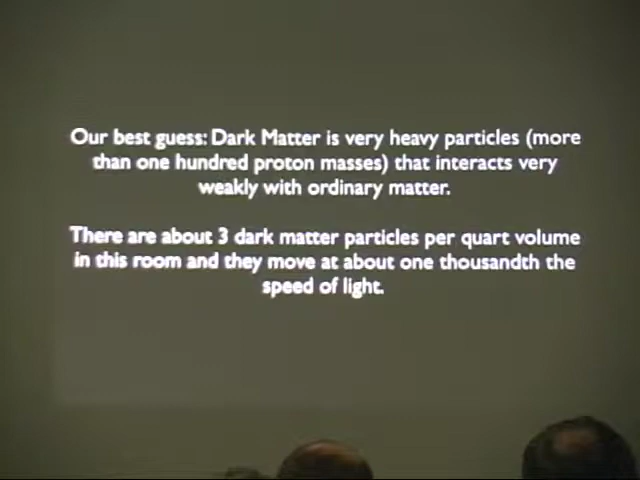 Our best guess: Dark Matter is very heavy particles (more
than one hundred proton masses) that interacts very
weakly with ordinary matter.
There are about 3 dark matter particles per quart volume
in this room and they move at about one thousandth the
speed of light.